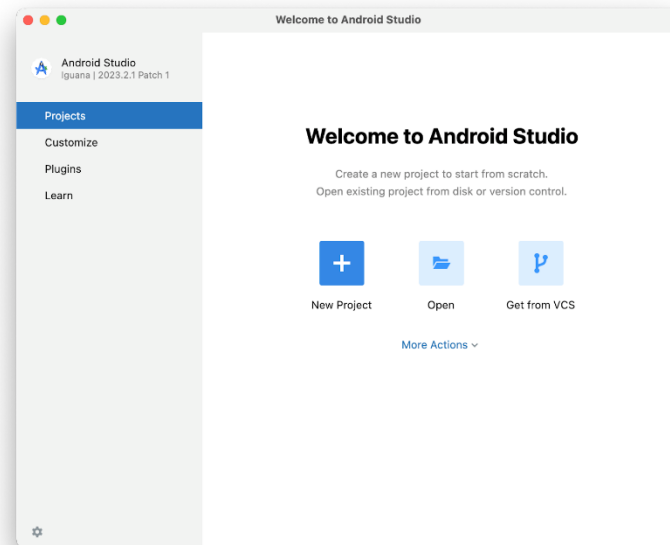 Welcome to Android Studio
Android Studio
Iguana | 2023.2.1 Patch 1
Projects
Customize
Plugins
Learn
Welcome to Android Studio
Create a new project to start from scratch.
Open existing project from disk or version control.
New Project
Open
Get from VCS
More Actions